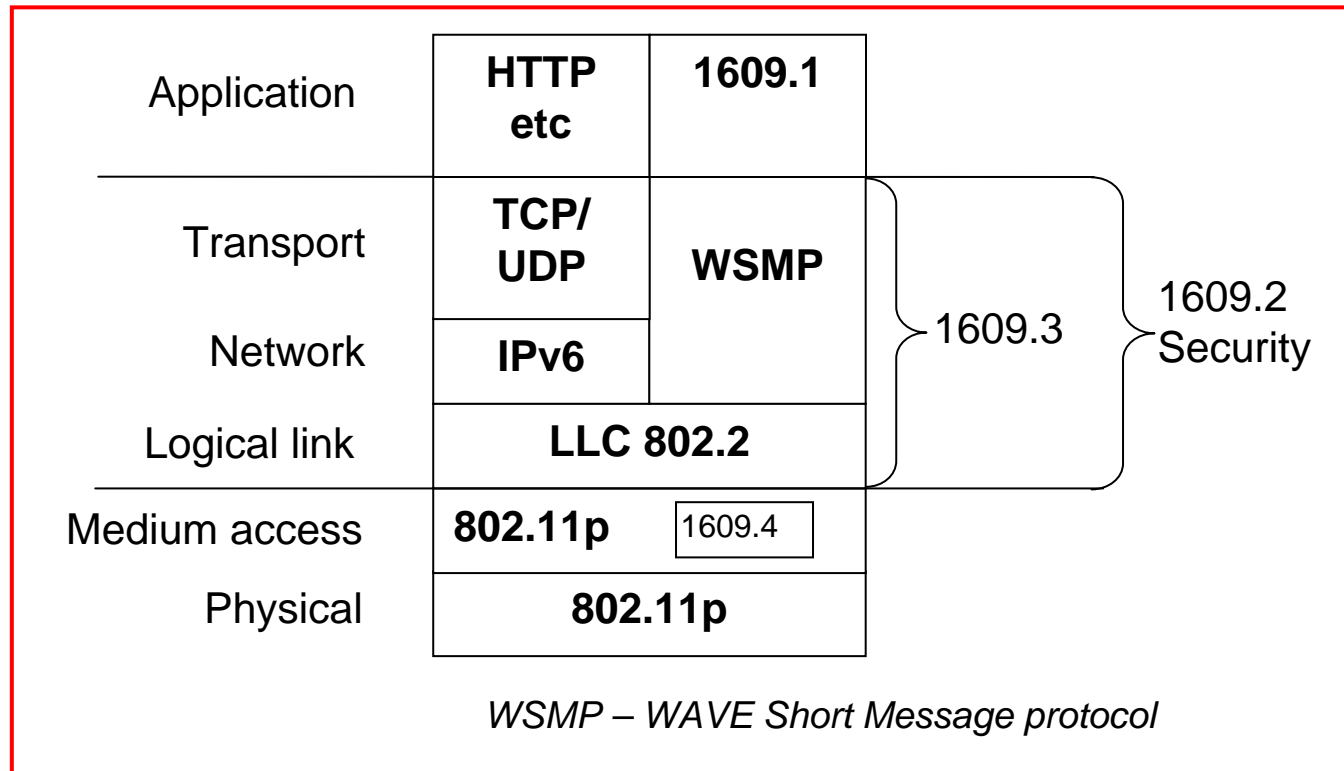 Application
HTTP
etc
1609.1
Transport
TCP/
UDP
WSMP
Network
IPv6
1609.3
1609.2
Security
Logical link
LLC 802.2
Medium access
802.11p
1609.4
Physical
802.11p
WSMP – WAVE Short Message protocol